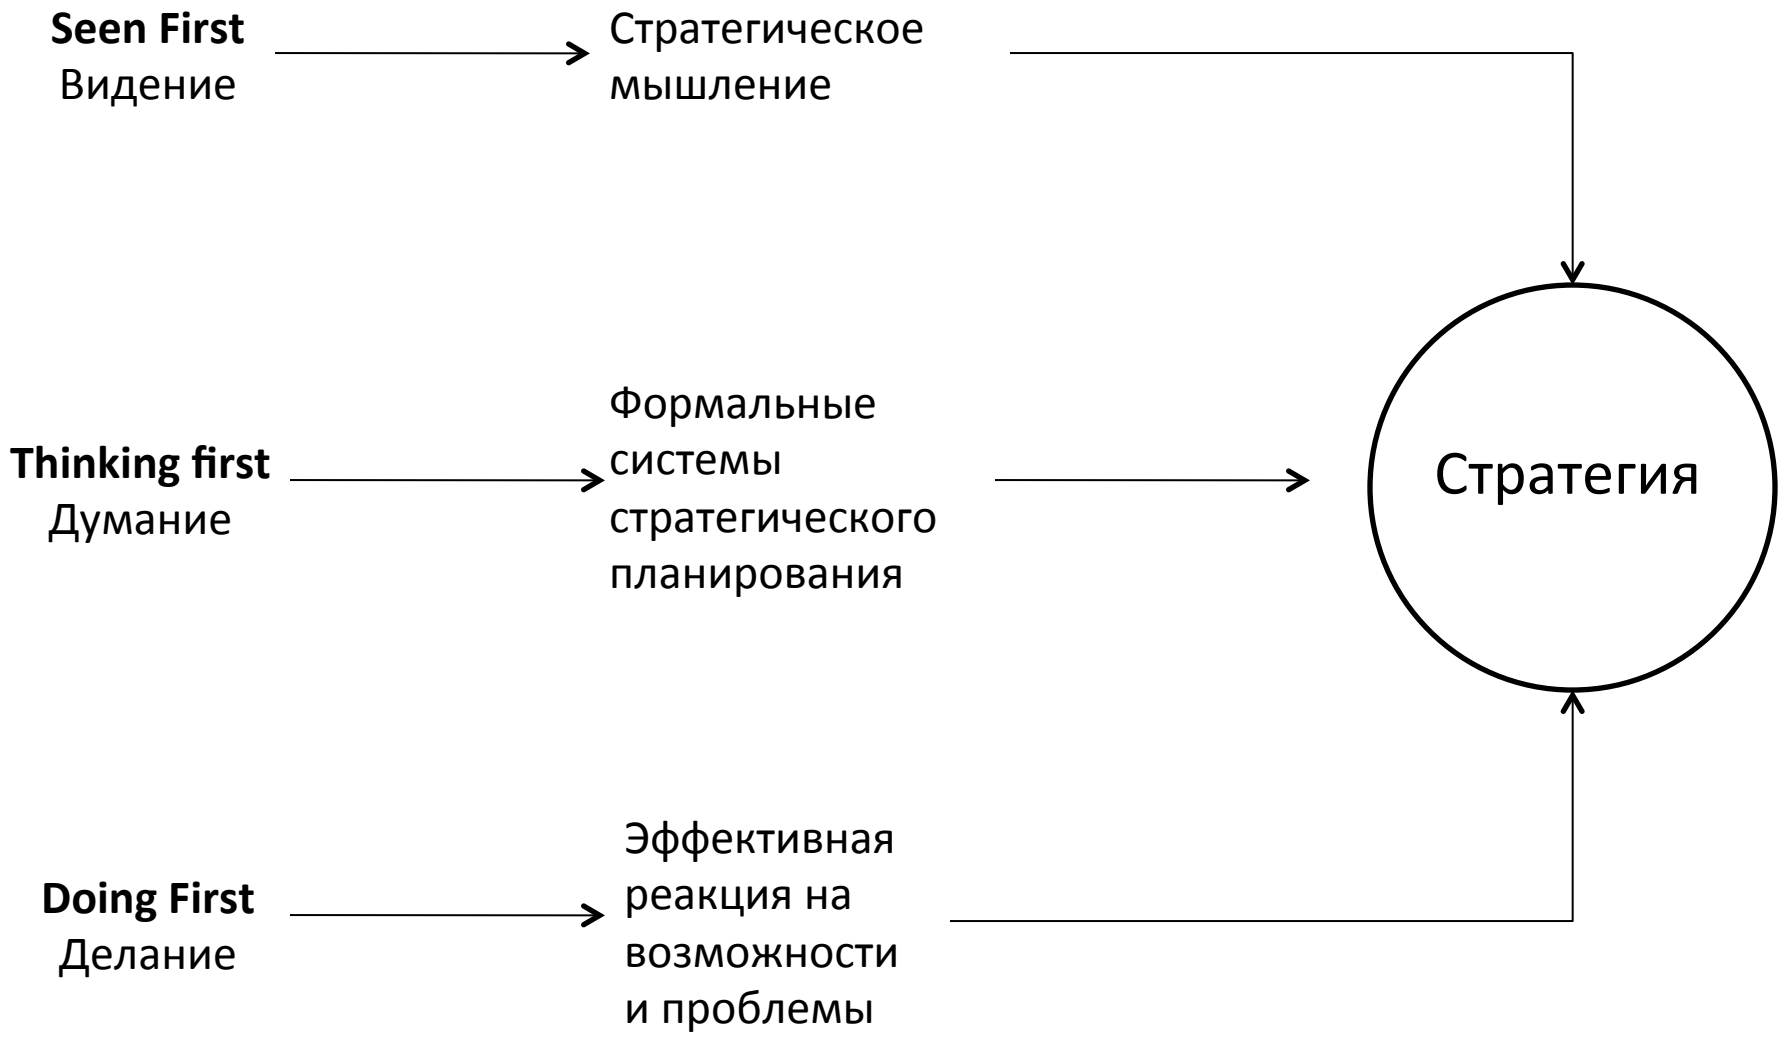 Seen First
Видение
Стратегическое
мышление
Thinking first
Думание
Формальные
системы
стратегического
планирования
Стратегия
Doing First
Делание
Эффективная
реакция на
возможности
и проблемы